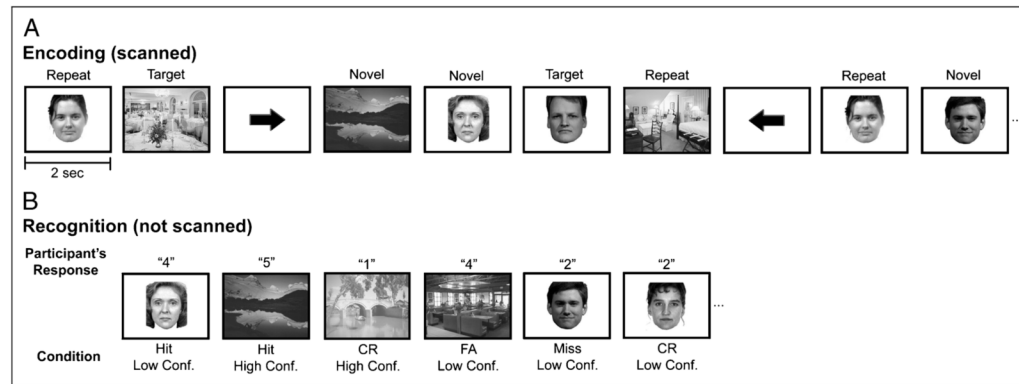 A
Encoding (scanned)
Repeat Target Novel Novel Target Repeat Repeat Novel
...
2 sec
B
Recognition (not scanned)
Participant's
Response
"4" "5" "1" "4" "2" "2"
...
Condition
Hit Hit CR FA Miss CR
Low Conf. High Conf. High Conf. Low Conf. Low Conf. Low Conf.